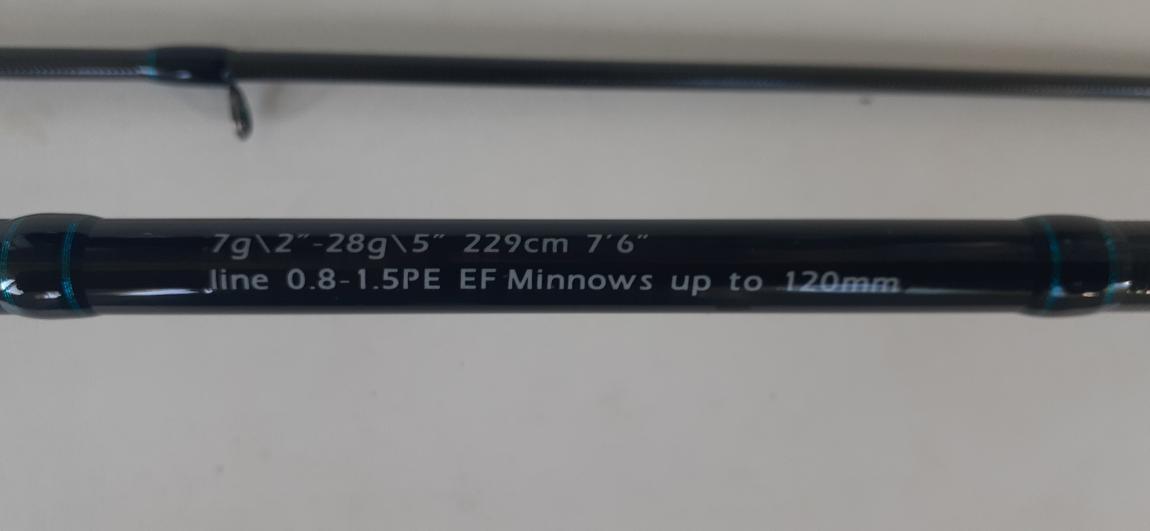 7g\2″-28g\5″ 229cm 7′6″
line 0.8-1.5PE EF Minnows up to 120mm